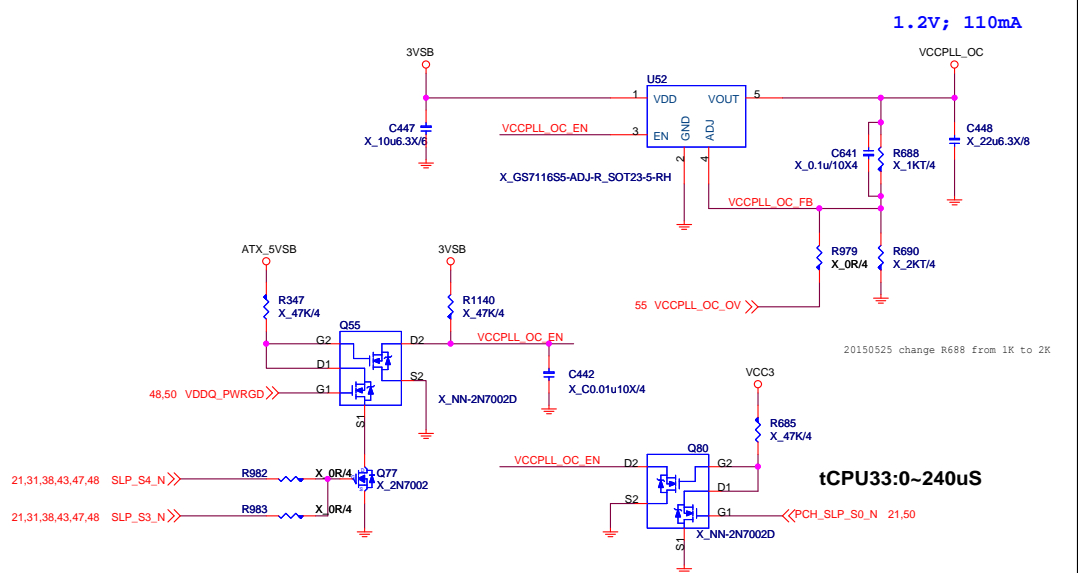 1.2V; 110mA
3VSB
VCCPLL_OC
U52
1
VDD
VOUT
5
C447
X_10u6.3X/6
VCCPLL_OC_EN
3
EN
GND
ADJ
2
4
C448
X_22u6.3X/8
C641
X_0.1u/10X4
R688
X_1KT/4
X_GS7116S5-ADJ-R_SOT23-5-RH
VCCPLL_OC_FB
R979
X_0R/4
R690
X_2KT/4
55 VCCPLL_OC_OV
20150525 change R688 from 1K to 2K
ATX_5VSB
3VSB
R347
X_47K/4
R1140
X_47K/4
Q55
G2
D2
VCCPLL_OC_EN
D1
S2
C442
X_C0.01u10X/4
48,50 VDDQ_PWRGD
G1
X_NN-2N7002D
S1
VCC3
R685
X_47K/4
Q80
VCCPLL_OC_EN
D2
G2
D1
S2
tCPU33:0~240uS
G1
PCH_SLP_S0_N 21,50
X_NN-2N7002D
S1
21,31,38,43,47,48 SLP_S4_N
R982
X_0R/4
Q77
X_2N7002
21,31,38,43,47,48 SLP_S3_N
R983
X_0R/4